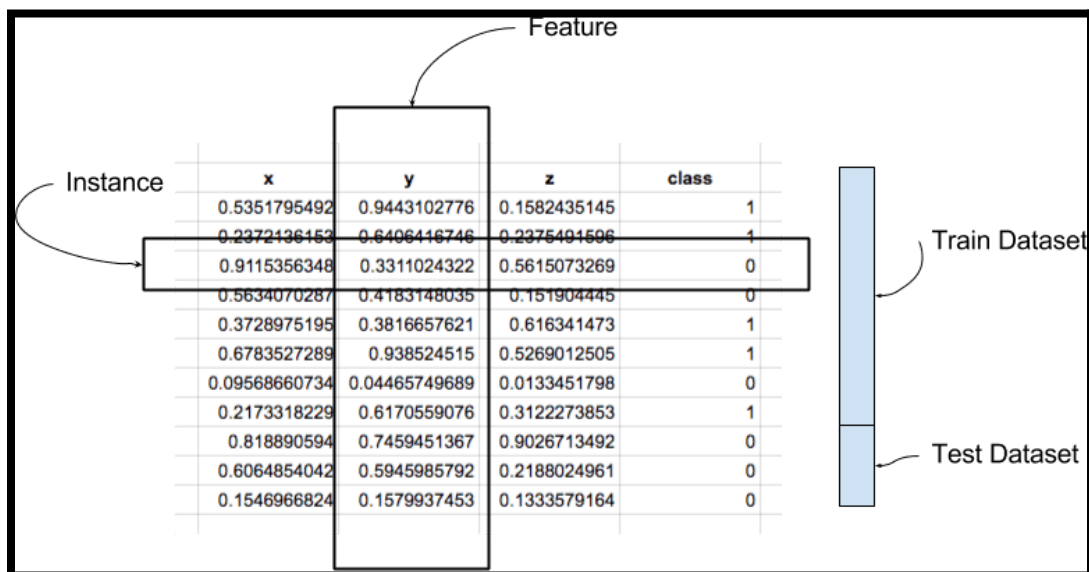 Feature
Instance
x y z class
0.5351795492 0.9443102776 0.1582435145 1
0.2372136153 0.6406416746 0.2375491596 1
0.9115356348 0.3311024322 0.5615073269 0
0.5634070287 0.4183148035 0.151904445 0
0.3728975195 0.3816657621 0.616341473 1
0.6783527289 0.938524515 0.5269012505 1
0.09568660734 0.04465749689 0.0133451798 0
0.2173318229 0.6170559076 0.3122273853 1
0.818890594 0.7459451367 0.9026713492 0
0.6064854042 0.5945985792 0.2188024961 0
0.1546966824 0.1579937453 0.1333579164 0
Train Dataset
Test Dataset